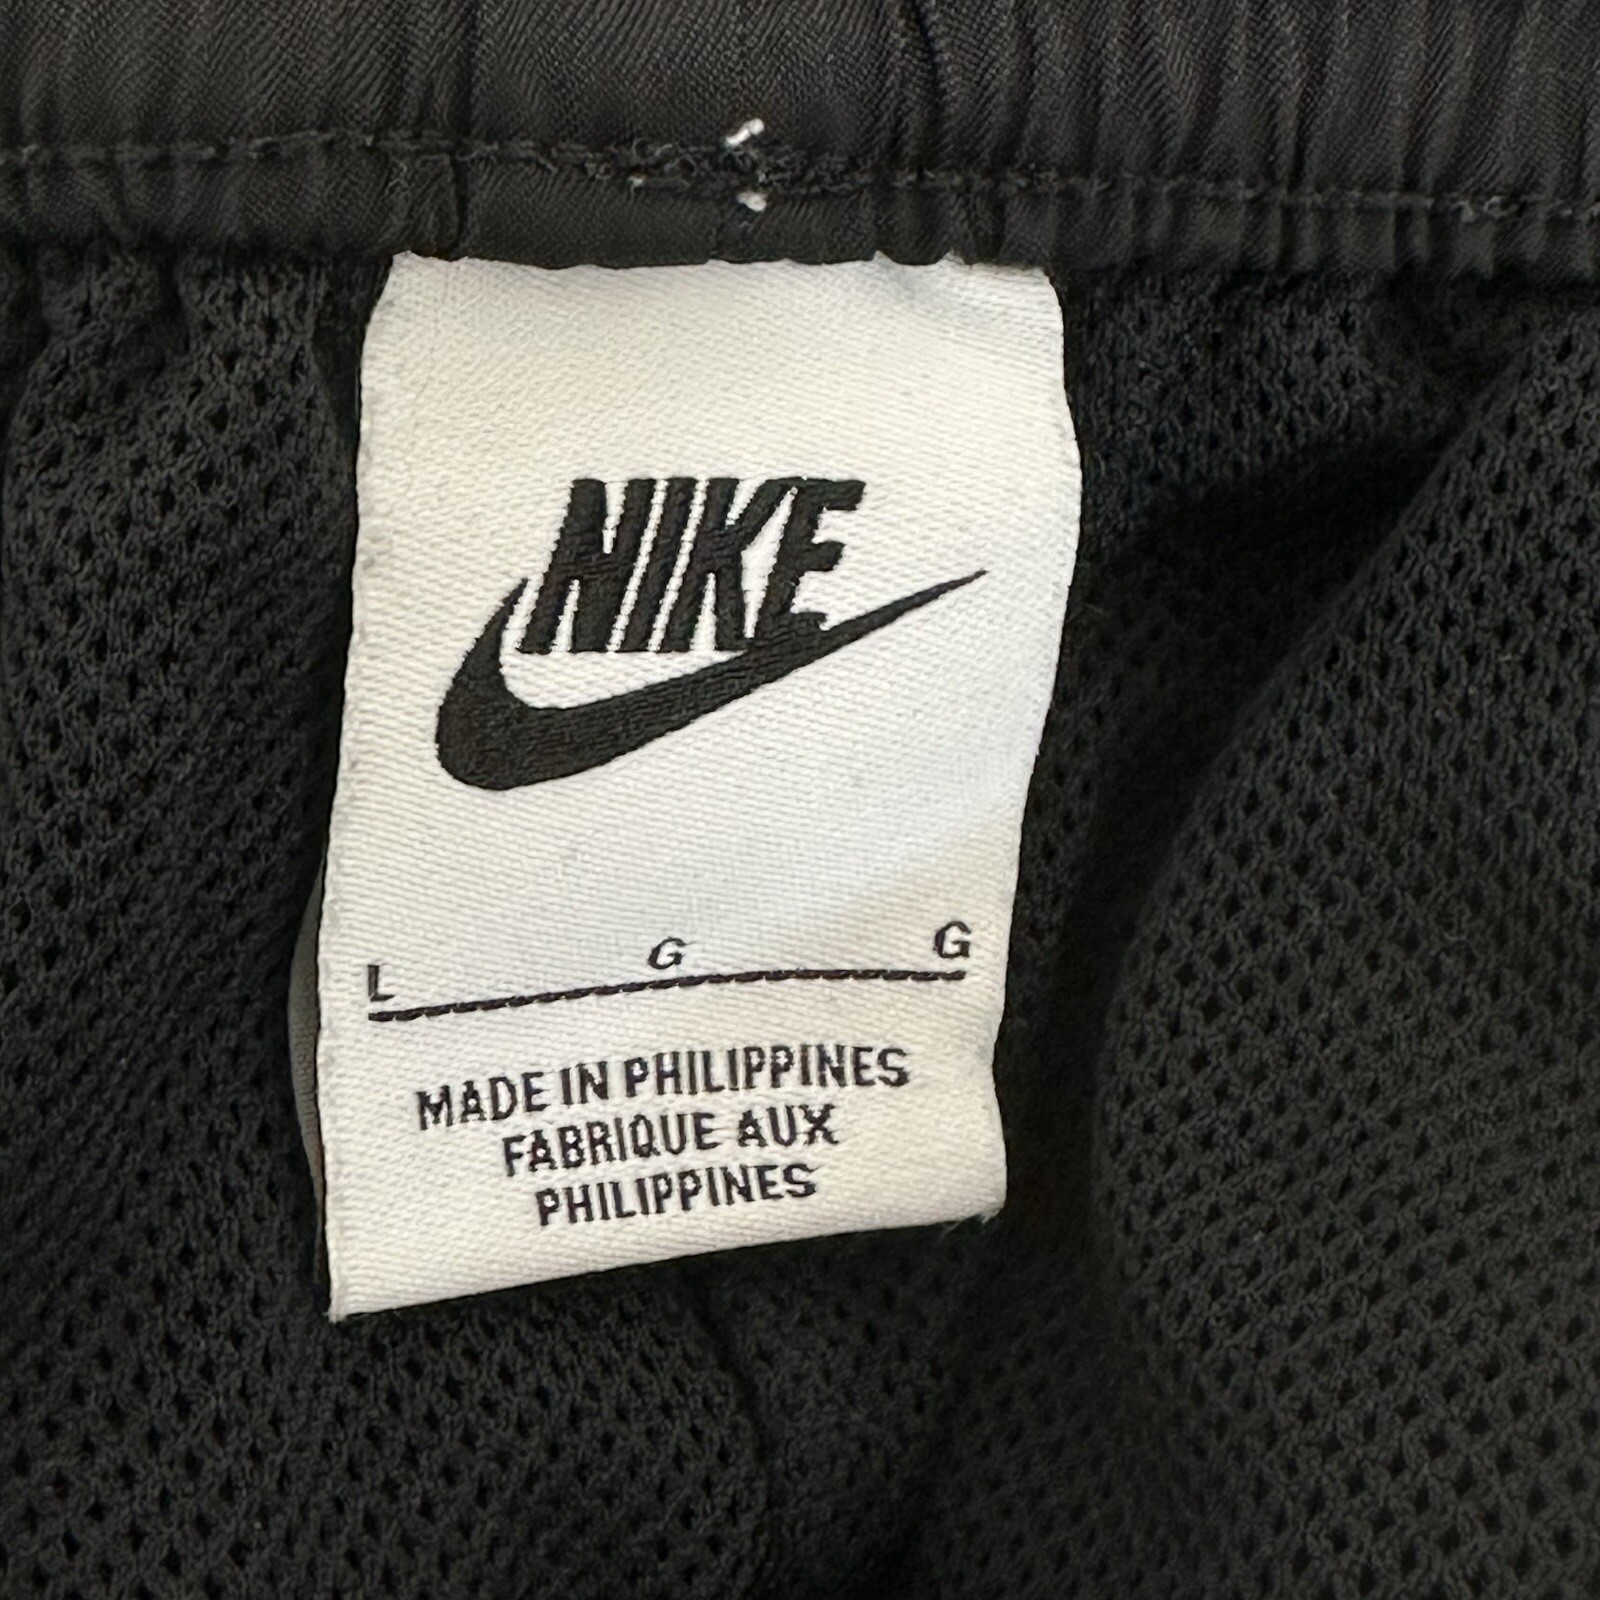 NIKE
L G G
MADE IN PHILIPPINES
FABRIQUE AUX
PHILIPPINES